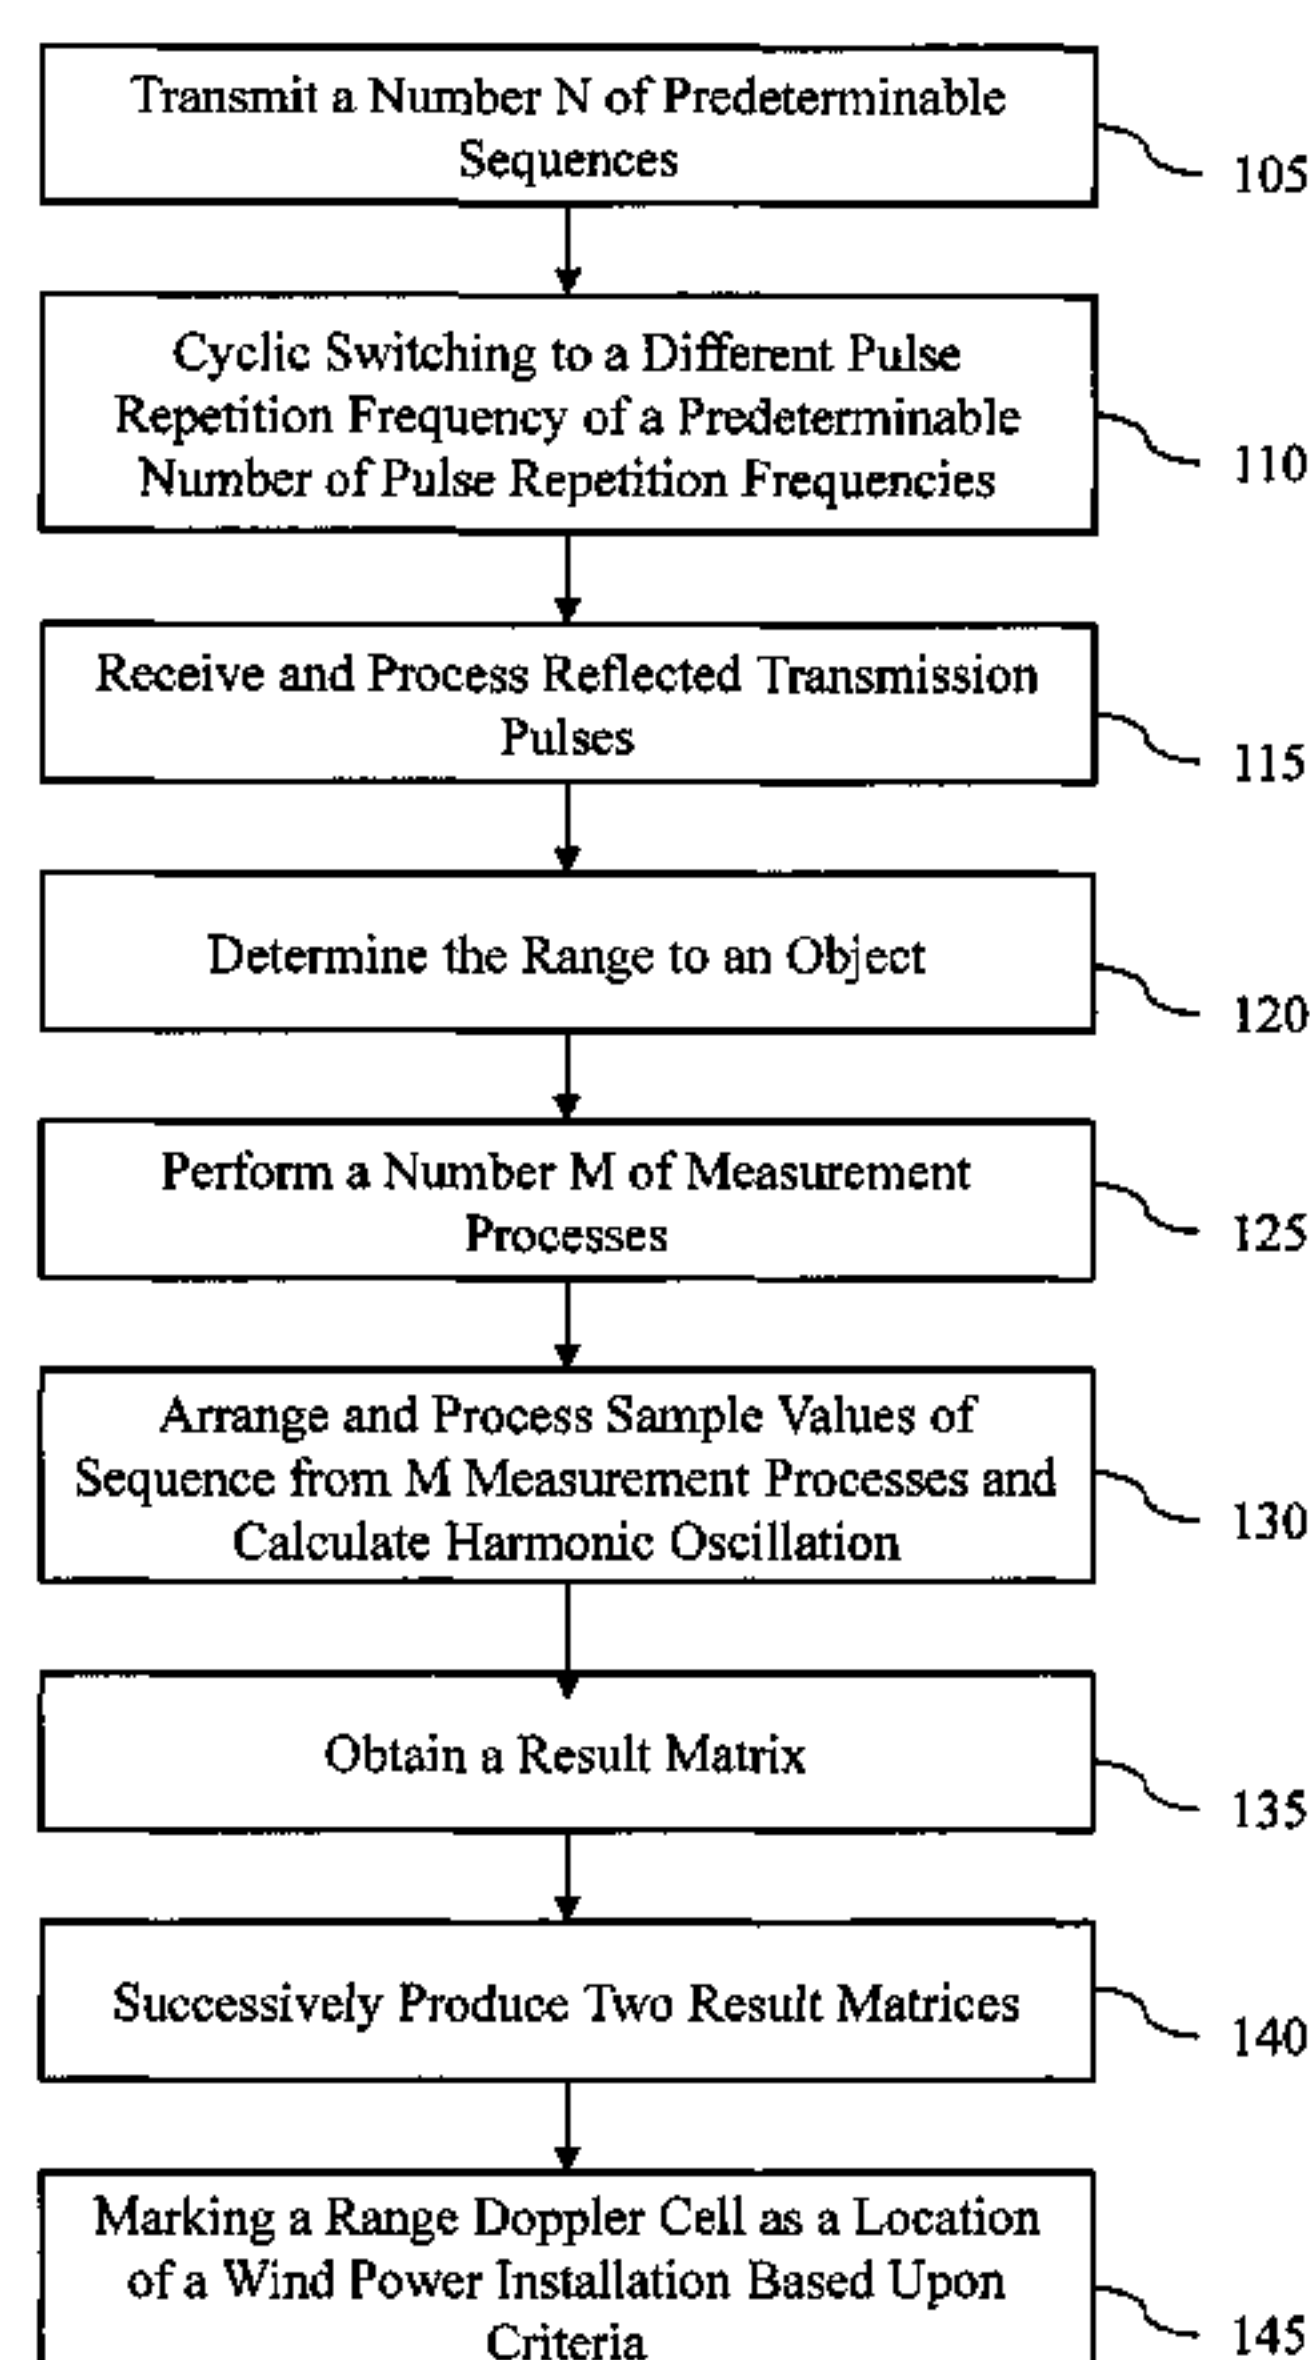 Transmit a Number N of Predeterminable
Sequences
105
Cyclic Switching to a Different Pulse
Repetition Frequency of a Predeterminable
Number of Pulse Repetition Frequencies
110
Receive and Process Reflected Transmission
Pulses
115
Determine the Range to an Object
120
Perform a Number M of Measurement
Processes
125
Arrange and Process Sample Values of
Sequence from M Measurement Processes and
Calculate Harmonic Oscillation
130
Obtain a Result Matrix
135
Successively Produce Two Result Matrices
140
Marking a Range Doppler Cell as a Location
of a Wind Power Installation Based Upon
Criteria
145